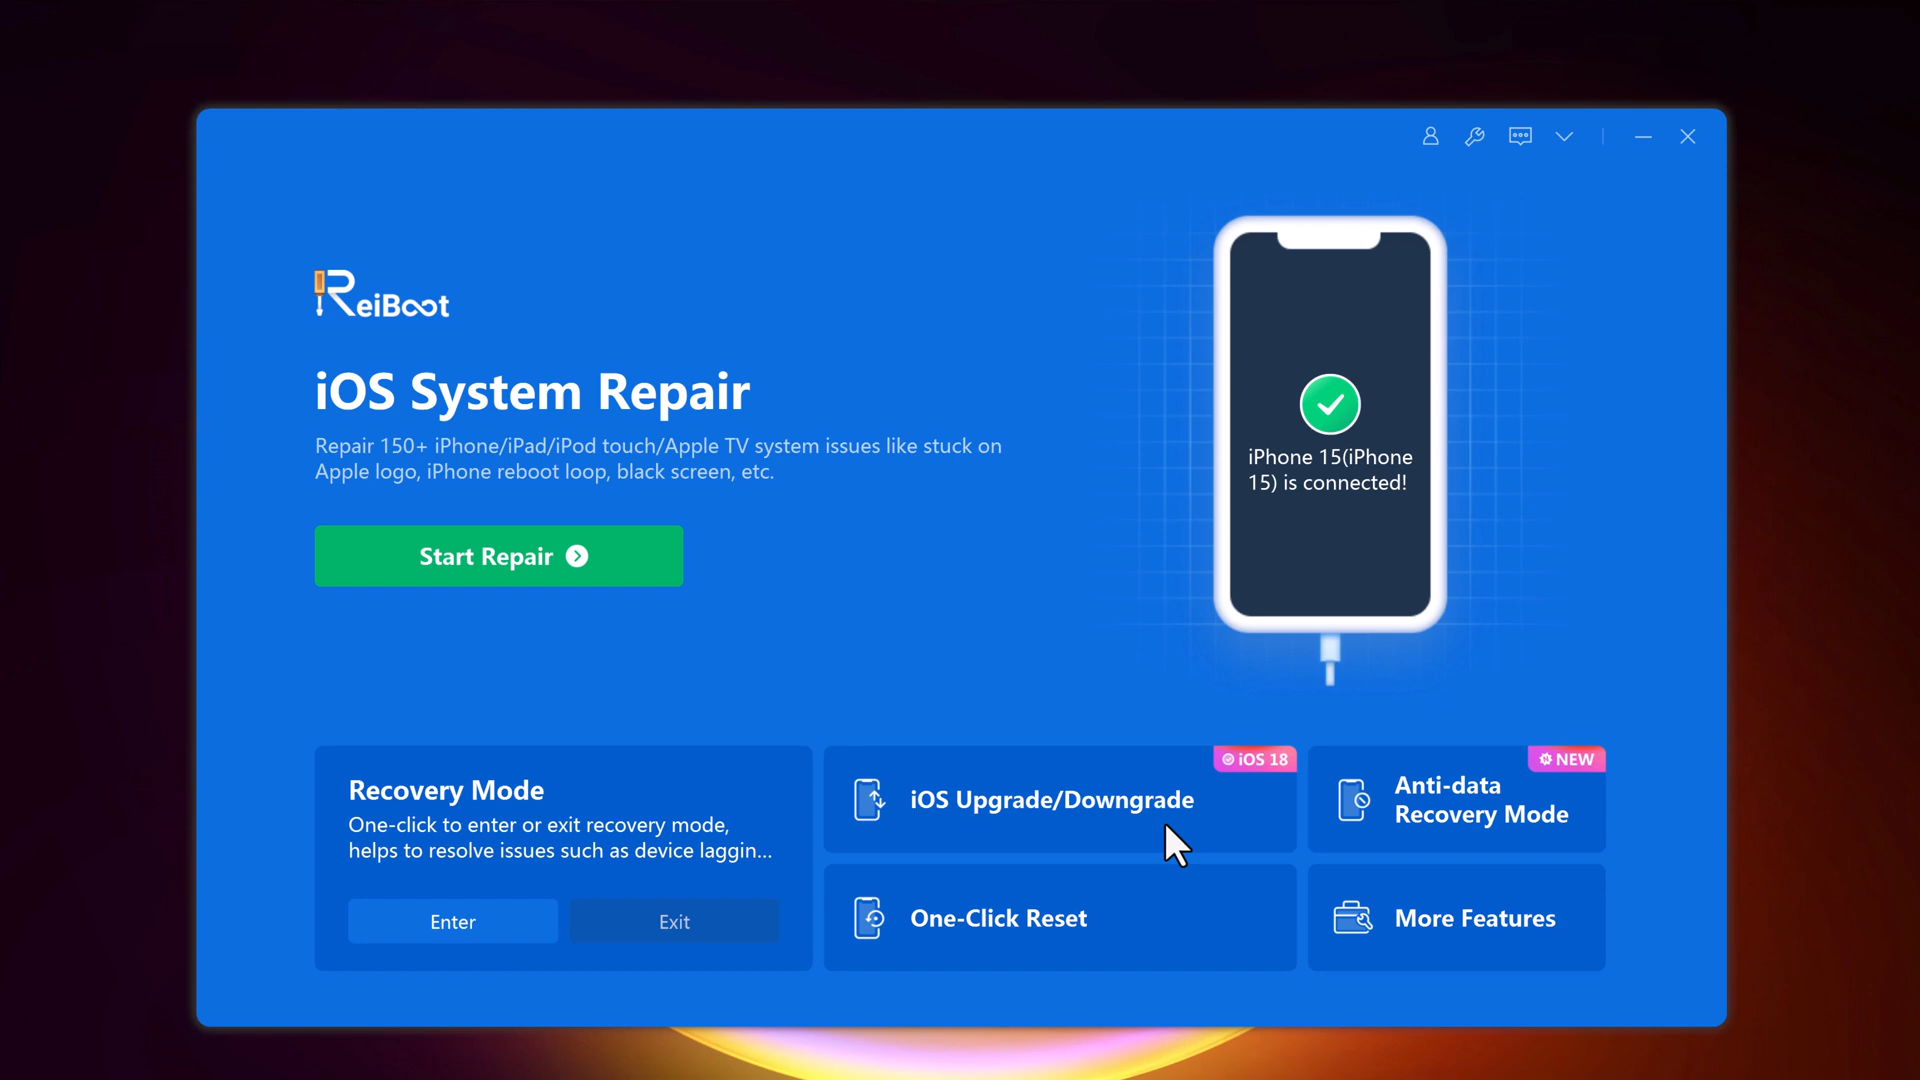 ReiBoot
iOS System Repair
Repair 150+ iPhone/iPad/iPod touch/Apple TV system issues like stuck on
Apple logo, iPhone reboot loop, black screen, etc.
Start Repair
iPhone 15(iPhone
15) is connected!
Recovery Mode
One-click to enter or exit recovery mode,
helps to resolve issues such as device laggin...
Enter
Exit
iOS 18
iOS Upgrade/Downgrade
NEW
Anti-data
Recovery Mode
One-Click Reset
More Features